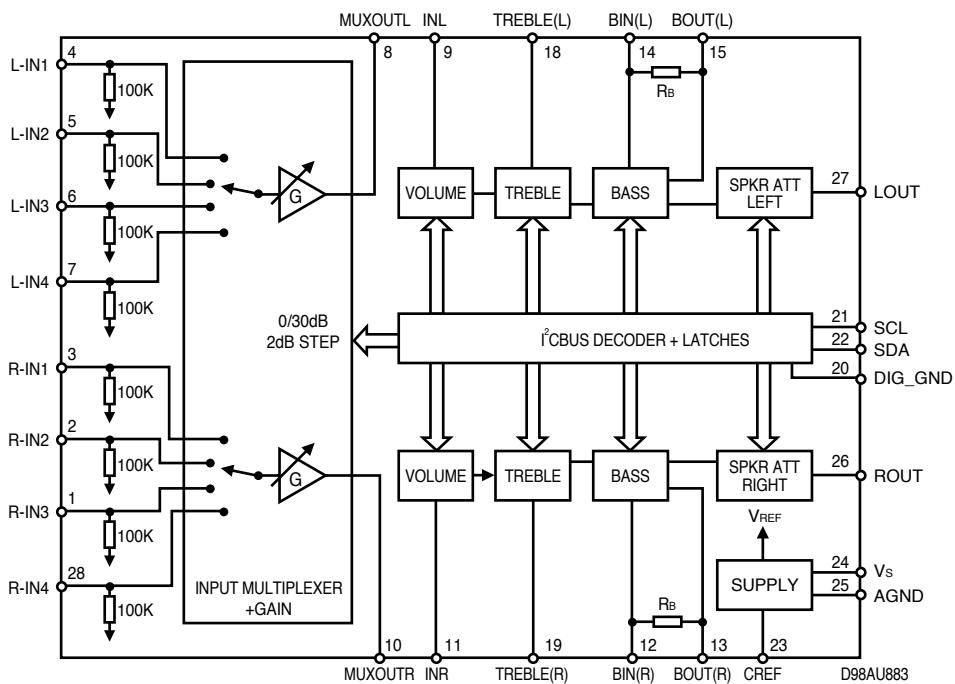 MUXOUTL INL TREBLE(L) BIN(L) BOUT(L)
8 9 18 14 15
L-IN1 4
100K
RB
L-IN2 5
100K
L-IN3 6
100K
G
VOLUME TREBLE BASS SPKR ATT LEFT 27 LOUT
L-IN4 7
100K
0/30dB
2dB STEP
I2CBUS DECODER + LATCHES
21 SCL
22 SDA
20 DIG_GND
R-IN1 3
100K
R-IN2 2
100K
G
VOLUME TREBLE BASS SPKR ATT RIGHT 26 ROUT
R-IN3 1
100K
VREF
R-IN4 28
100K
INPUT MULTIPLEXER
+GAIN
SUPPLY
24 VS
25 AGND
RB
10 11 19 12 13 23
MUXOUTR INR TREBLE(R) BIN(R) BOUT(R) CREF D98AU883